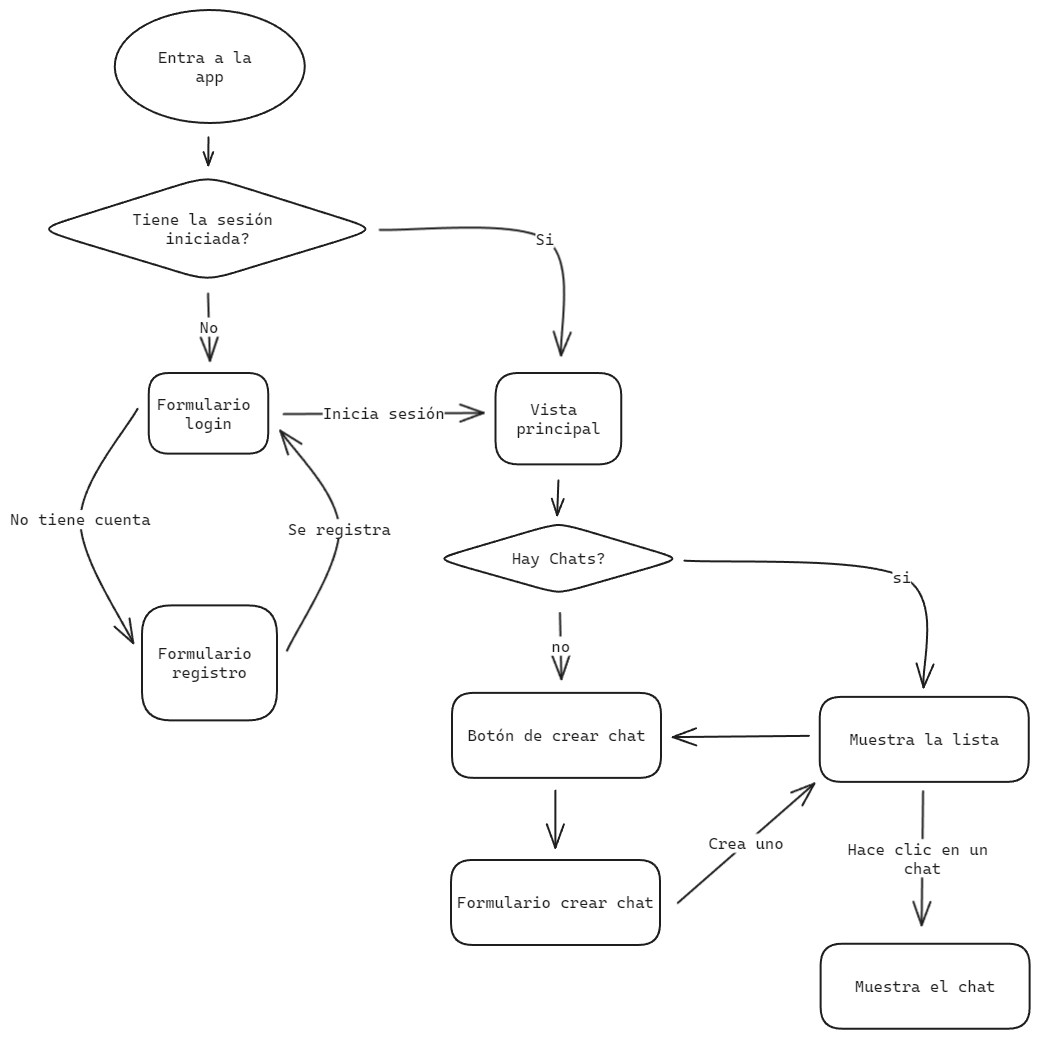 Entra a la
app
Tiene la sesión
iniciada?
Si
No
Formulario
login
Inicia sesión
Vista
principal
No tiene cuenta
Se registra
Hay Chats?
si
no
Formulario
registro
Botón de crear chat
Muestra la lista
Crea uno
Hace clic en un
chat
Formulario crear chat
Muestra el chat